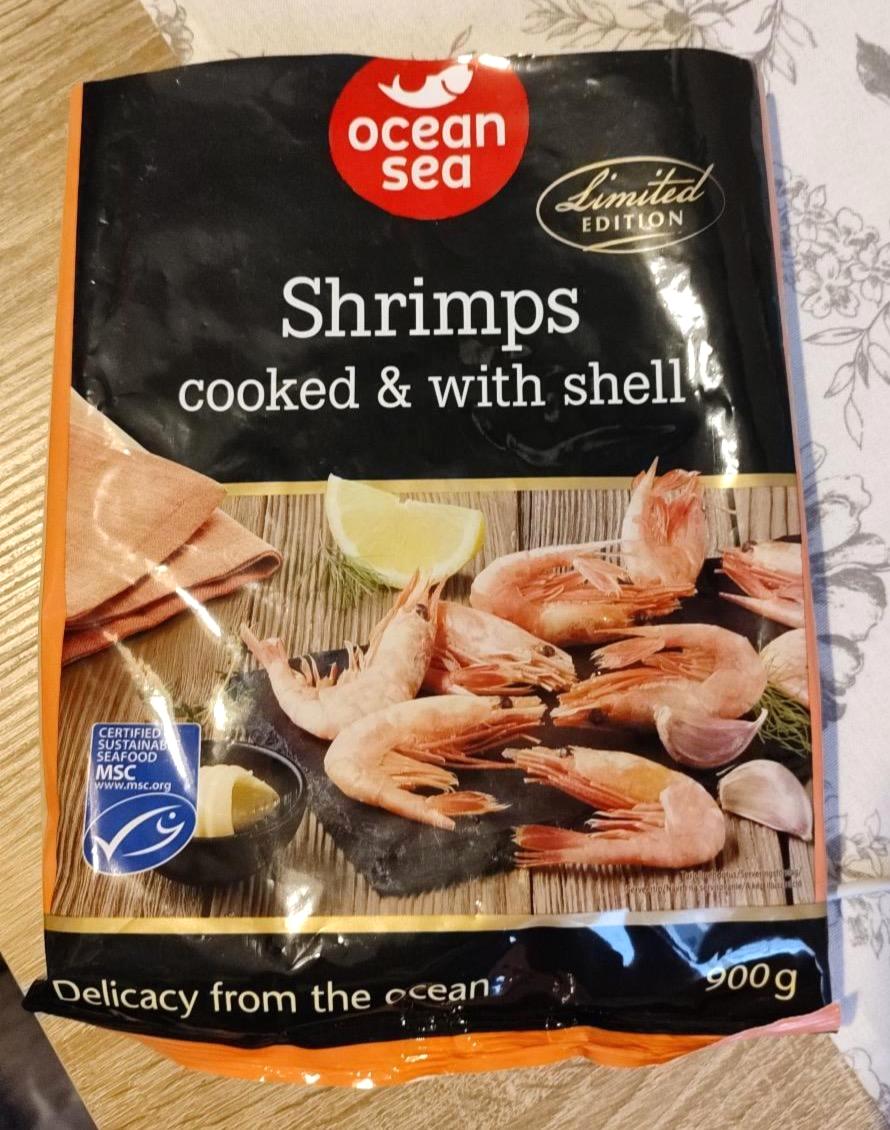 ocean
sea
Limited
EDITION
Shrimps
cooked & with shell
CERTIFIED
SUSTAINAB
SEAFOOD
MSC
www.msc.org
Delicacy from the ocean
900g